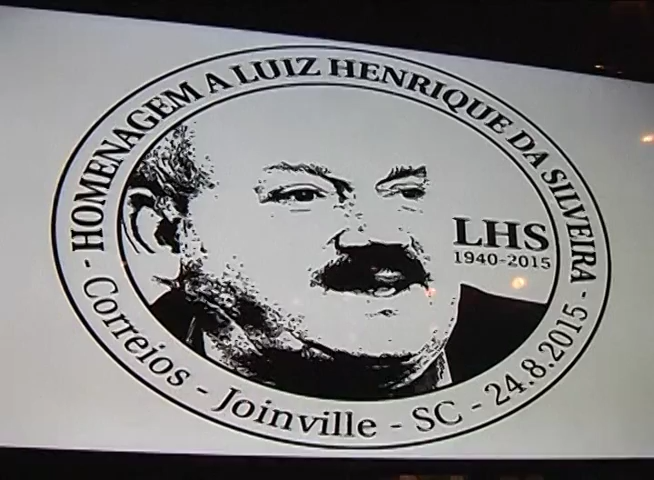 - HOMENAGEM A LUIZ HENRIQUE DA SILVEIRA -
LHS
1940-2015
Correios - Joinville - SC - 24.8.2015